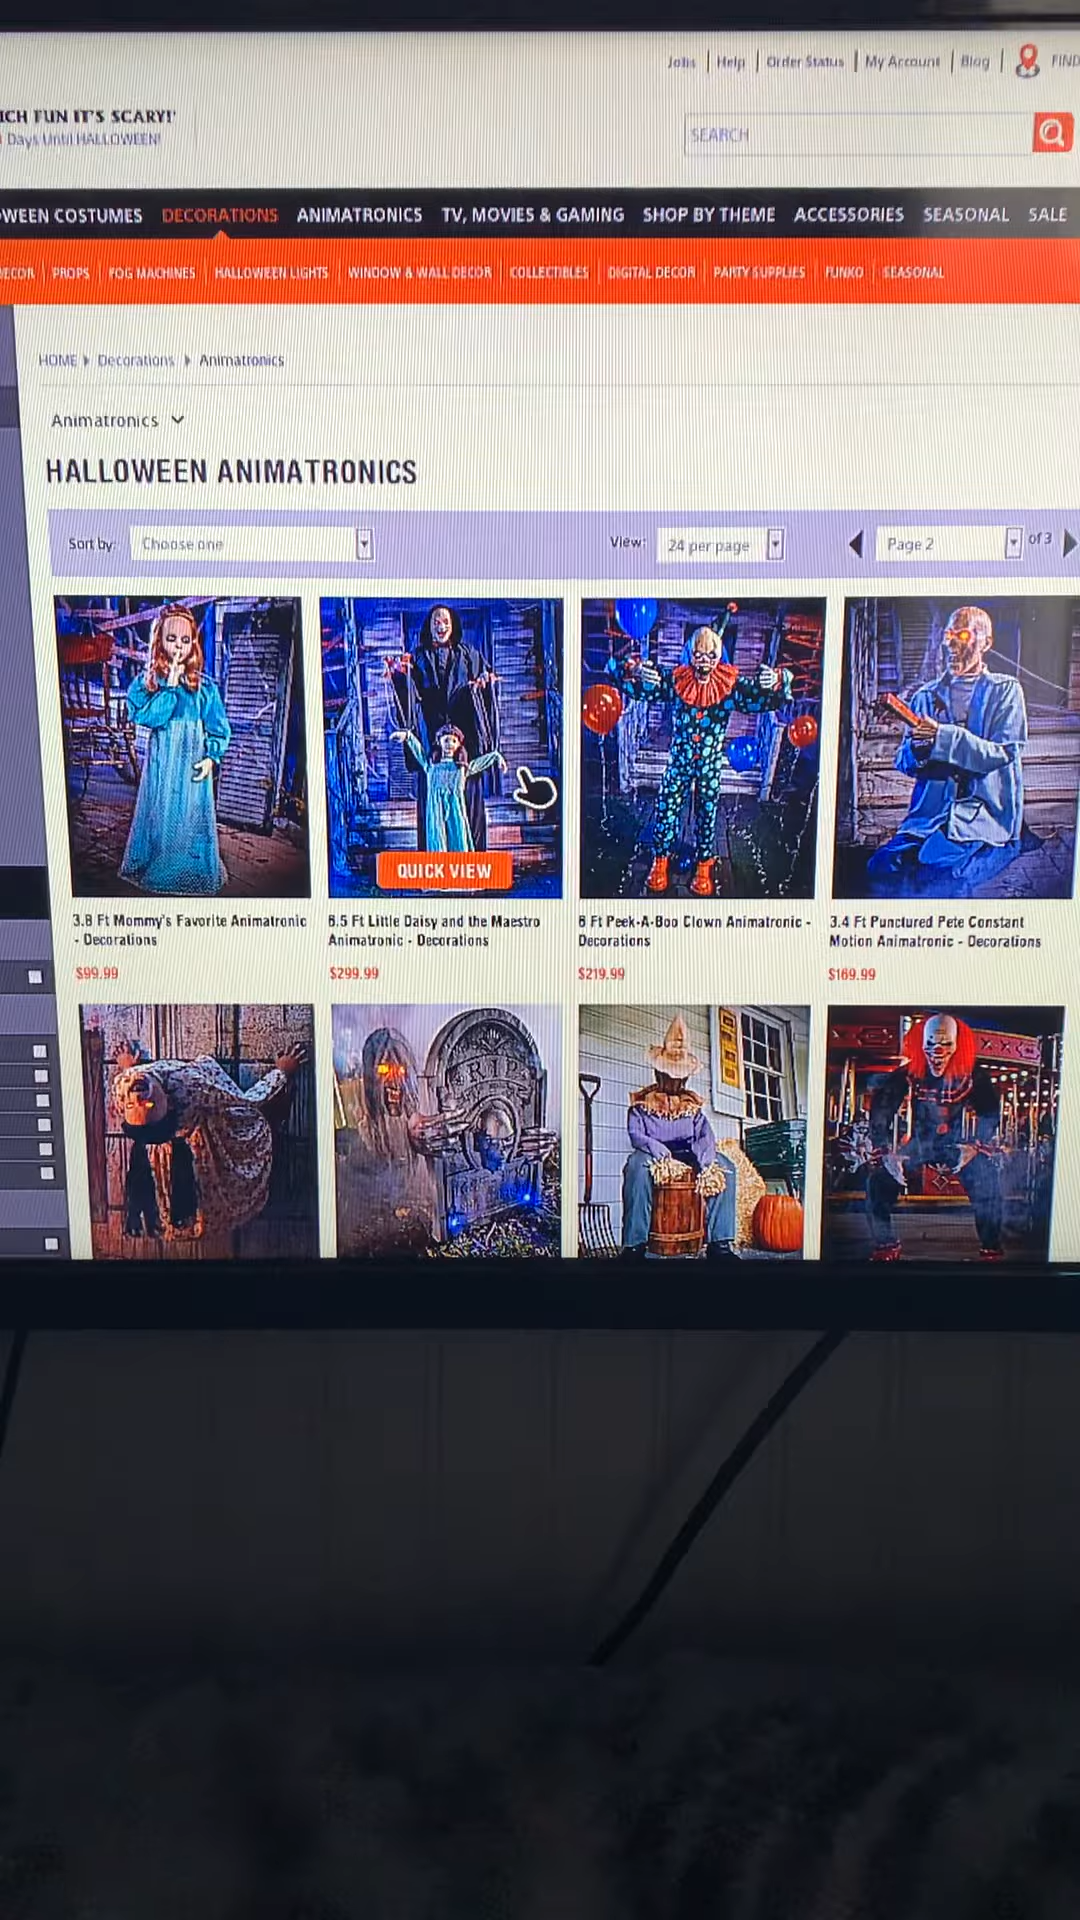 Jobs | Help | Order Status | My Account | Blog | FIND
ICH FUN IT'S SCARY!
Days Until HALLOWEEN!
SEARCH
WEEN COSTUMES DECORATIONS ANIMATRONICS TV, MOVIES & GAMING SHOP BY THEME ACCESSORIES SEASONAL SALE
DECOR PROPS FOG MACHINES HALLOWEEN LIGHTS WINDOW & WALL DECOR COLLECTIBLES DIGITAL DECOR PARTY SUPPLIES FUNKO SEASONAL
HOME Decorations Animatronics
Animatronics
HALLOWEEN ANIMATRONICS
Sort by: Choose one View: 24 per page Page 2 of 3
QUICK VIEW
3.8 Ft Mommy's Favorite Animatronic
- Decorations
$99.99
6.5 Ft Little Daisy and the Maestro
Animatronic - Decorations
$299.99
6 Ft Peek-A-Boo Clown Animatronic -
Decorations
$219.99
3.4 Ft Punctured Pete Constant
Motion Animatronic - Decorations
$169.99
RIP